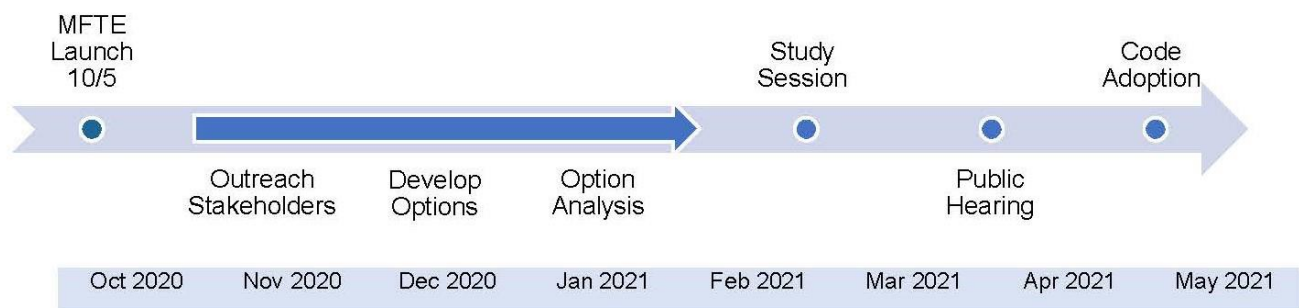 MFTE
Launch
10/5
Study
Session
Code
Adoption
Outreach
Stakeholders
Develop
Options
Option
Analysis
Public
Hearing
Oct 2020 Nov 2020 Dec 2020 Jan 2021 Feb 2021 Mar 2021 Apr 2021 May 2021